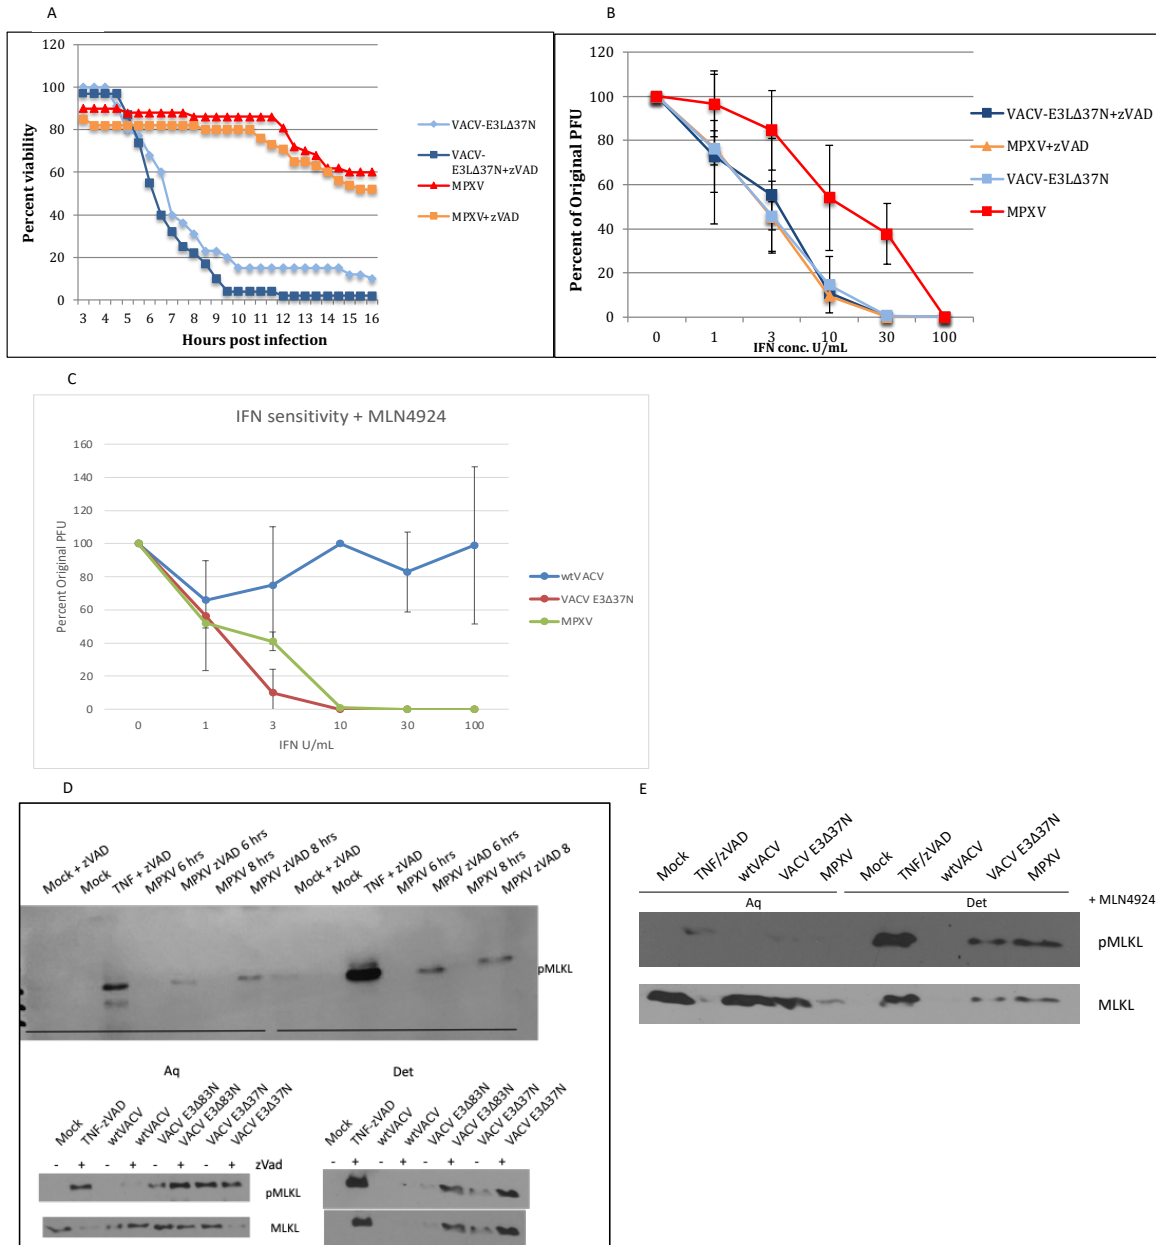 A
120
100
80
60
40
20
0
Percent viability
3 4 5 6 7 8 9 10 11 12 13 14 15 16
Hours post infection
VACV-E3LΔ37N
VACV-
E3LΔ37N+zVAD
MPXV
MPXV+zVAD
B
120
100
80
60
40
20
0
Percent of Original PFU
0 1 3 10 30 100
IFN conc. U/mL
VACV-E3LΔ37N+zVAD
MPXV+zVAD
VACV-E3LΔ37N
MPXV
C
IFN sensitivity + MLN4924
160
140
120
100
80
60
40
20
0
Percent Original PFU
0 1 3 10 30 100
IFN U/mL
wtVACV
VACV E3Δ37N
MPXV
D
Mock + zVAD
Mock
TNF + zVAD
MPXV 6 hrs
MPXV zVAD 6 hrs
MPXV 8 hrs
MPXV zVAD 8 hrs
Mock + zVAD
Mock
TNF + zVAD
MPXV 6 hrs
MPXV zVAD 6 hrs
MPXV 8 hrs
MPXV zVAD 8
pMLKL
Aq Det
Mock
TNF-zVAD
wtVACV
wtVACV
VACV E3Δ83N
VACV E3Δ83N
VACV E3Δ37N
VACV E3Δ37N
- + - + - + - + zVad
pMLKL
MLKL
Mock
TNF-zVAD
wtVACV
wtVACV
VACV E3Δ83N
VACV E3Δ83N
VACV E3Δ37N
VACV E3Δ37N
- + - + - + - +
E
Mock
TNF/zVAD
wtVACV
VACV E3Δ37N
MPXV
Mock
TNF/zVAD
wtVACV
VACV E3Δ37N
MPXV
Aq Det
+ MLN4924
pMLKL
MLKL